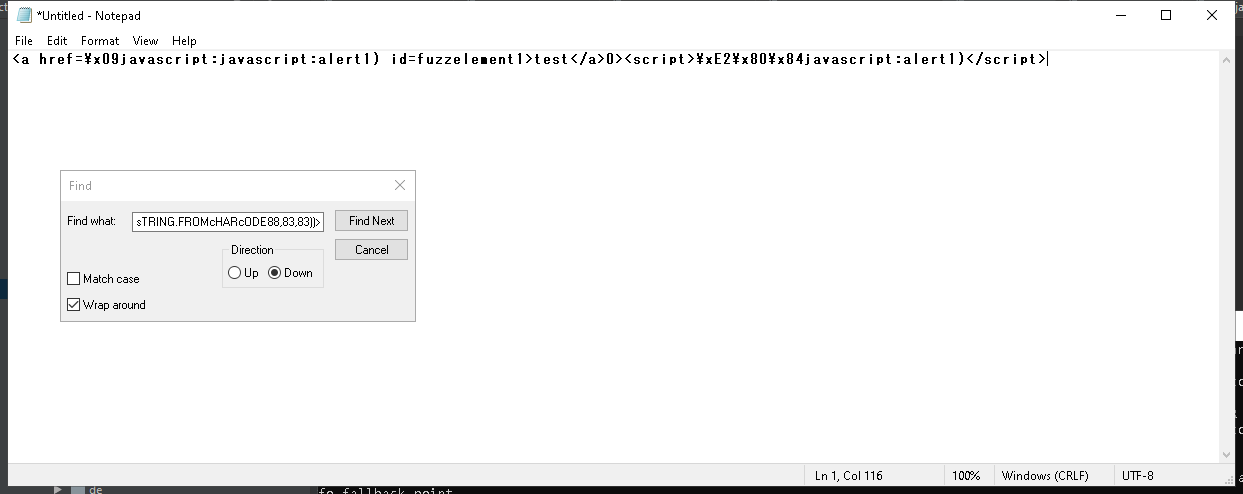 *Untitled - Notepad
File Edit Format View Help
<a href=¥x09javascript:javascript:alert1) id=fuzzelement1>test</a>0><script>¥xE2¥x80¥x84javascript:alert1)</script>
Find
Find what: sTRING.FROMcHARcODE88,83,83))> Find Next
Direction Cancel
Up Down
Match case
Wrap around
Ln 1, Col 116 100% Windows (CRLF) UTF-8
de
fo fallback point